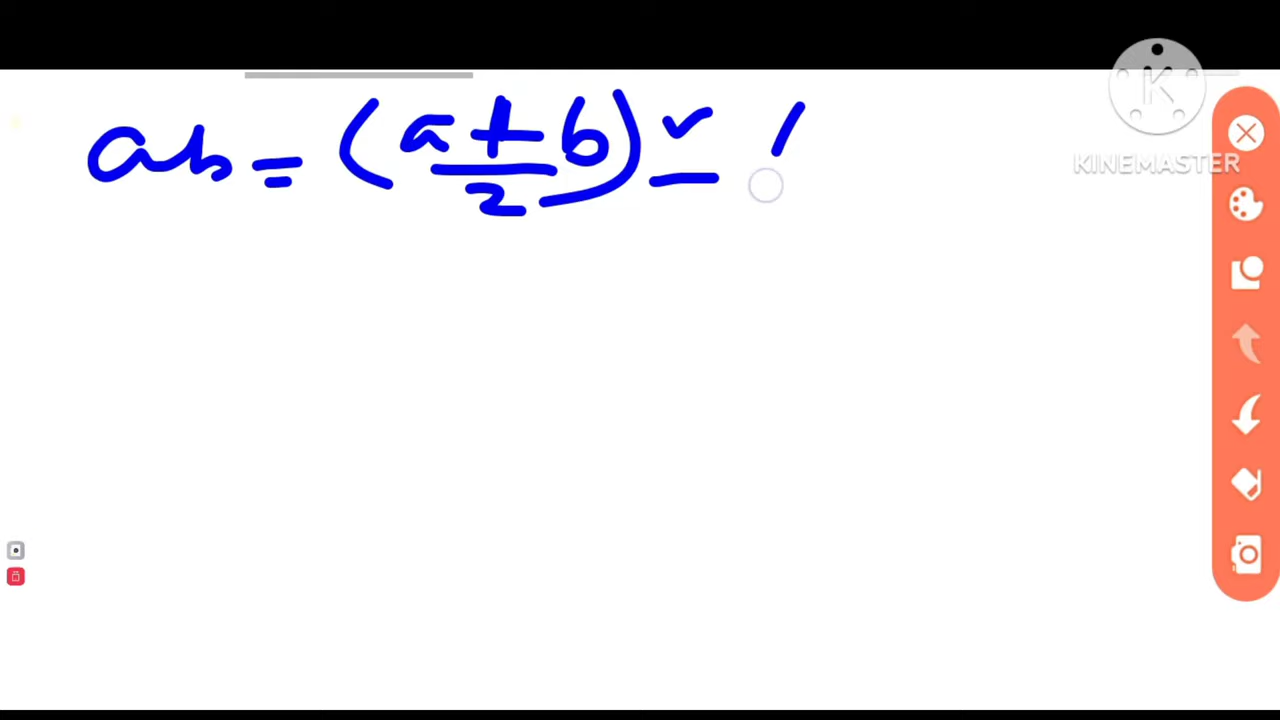 ab = (a+b/2)² - (
KINEMASTER